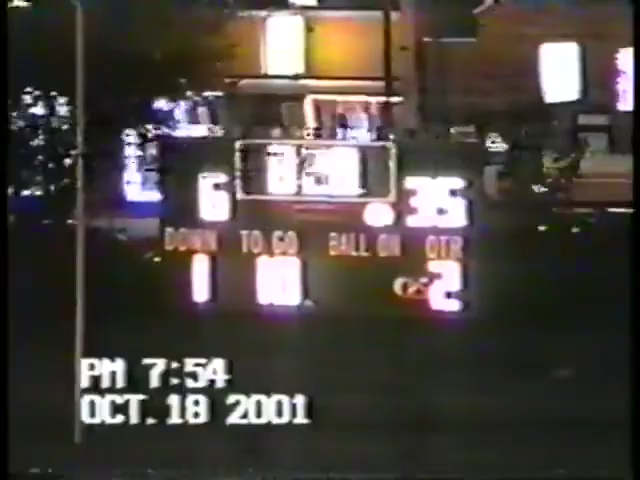 6 35
DOWN TO GO BALL ON QTR
1 10 2
PM 7:54
OCT.18 2001